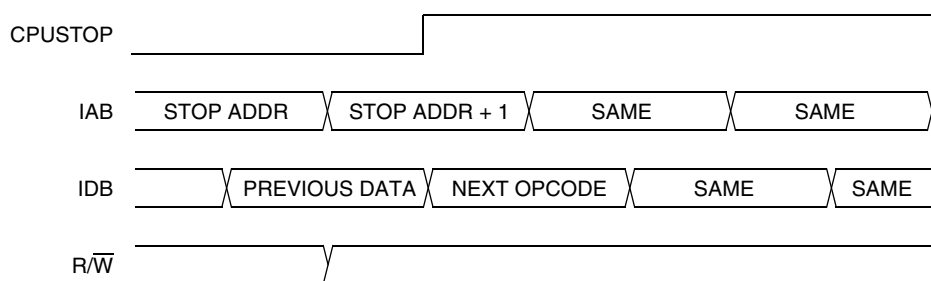 CPUSTOP
IAB STOP ADDR STOP ADDR + 1 SAME SAME
IDB PREVIOUS DATA NEXT OPCODE SAME SAME
R/W̅